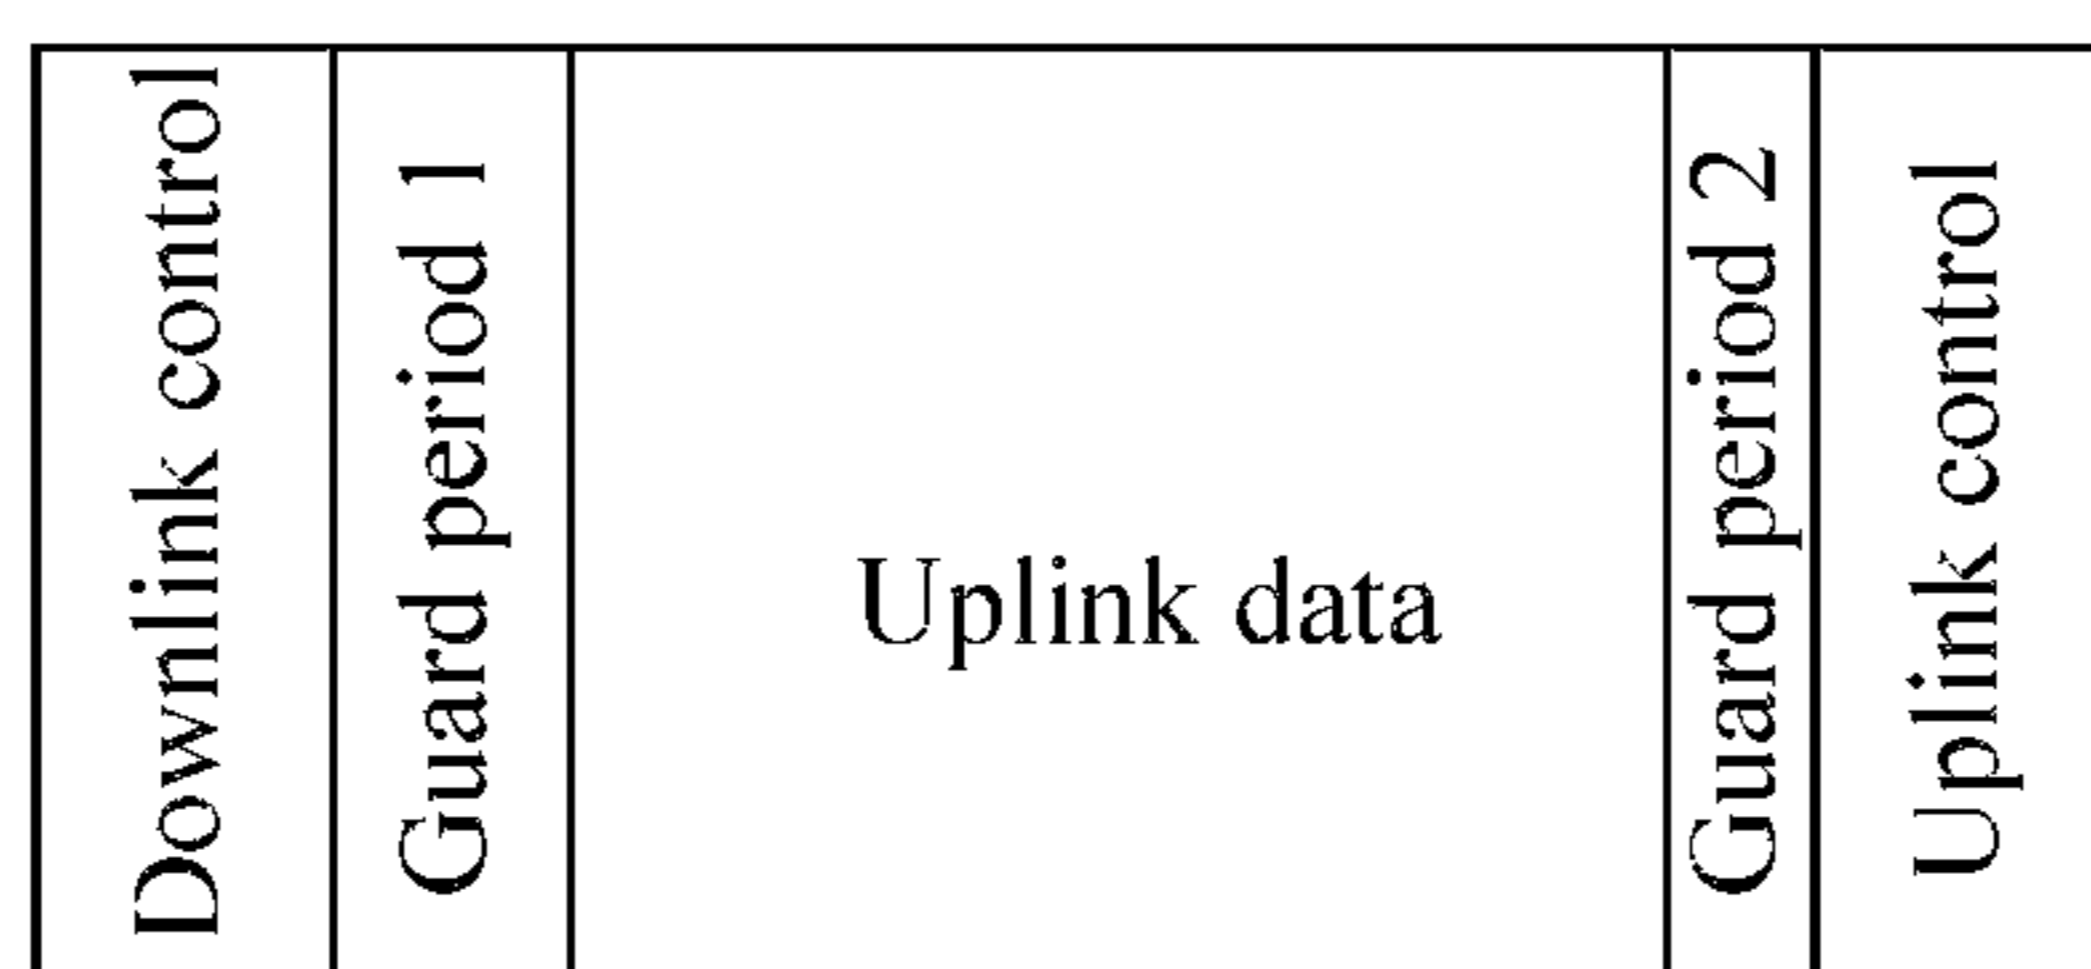 Downlink control
Guard period 1
Uplink data
Guard period 2
Uplink control